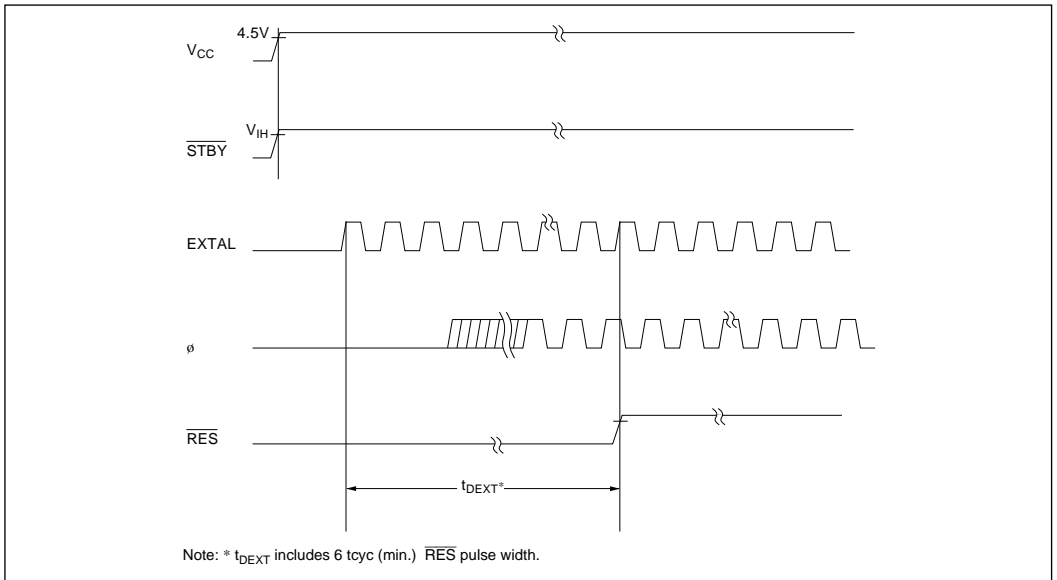 4.5V
VCC
VIH
STBY
EXTAL
ø
RES
tDEXT*
Note: * tDEXT includes 6 tcyc (min.) RES pulse width.